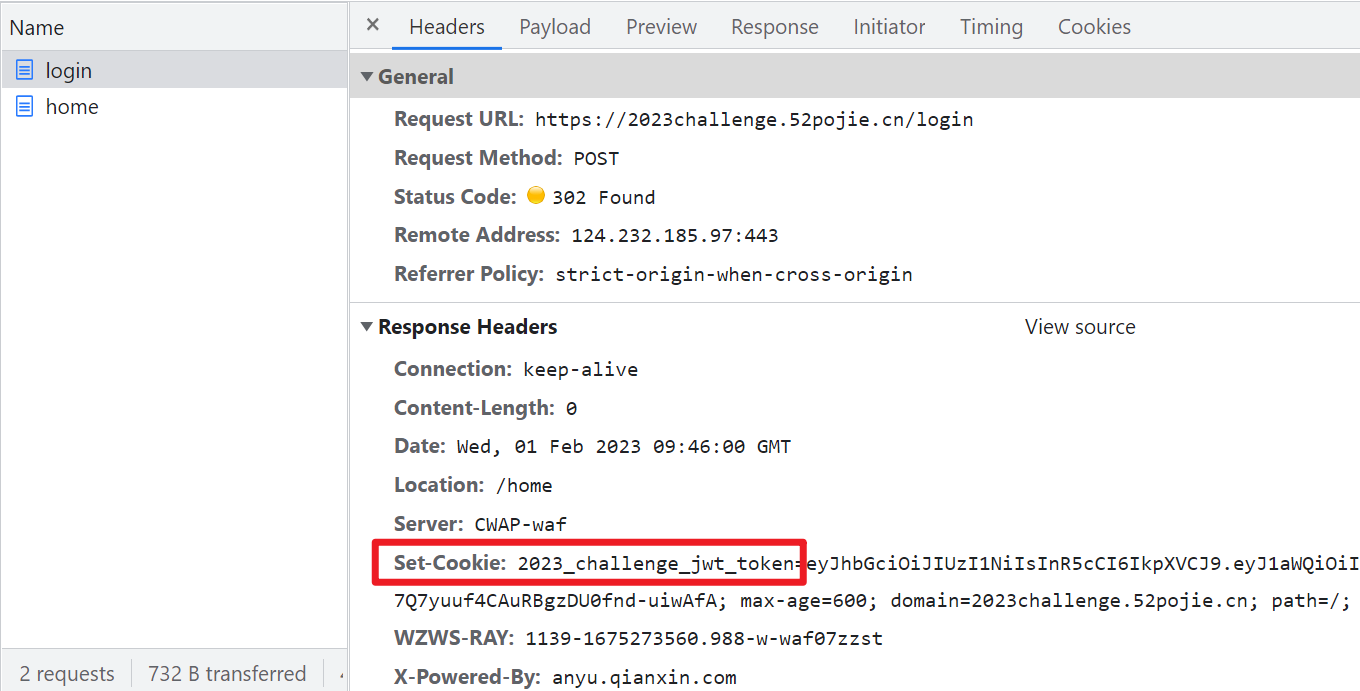 Name
login
home
2 requests
732 B transferred
× Headers Payload Preview Response Initiator Timing Cookies
General
Request URL: https://2023challenge.52pojie.cn/login
Request Method: POST
Status Code: 302 Found
Remote Address: 124.232.185.97:443
Referrer Policy: strict-origin-when-cross-origin
Response Headers View source
Connection: keep-alive
Content-Length: 0
Date: Wed, 01 Feb 2023 09:46:00 GMT
Location: /home
Server: CWAP-waf
Set-Cookie: 2023_challenge_jwt_token=eyJhbGciOiJIUzI1NiIsInR5cCI6IkpXVCJ9.eyJ1aWQiOiI
7Q7yuuf4CAuRBgzDU0fnd-uiwAfA; max-age=600; domain=2023challenge.52pojie.cn; path=/;
WZWS-RAY: 1139-1675273560.988-w-waf07zzst
X-Powered-By: anyu.qianxin.com